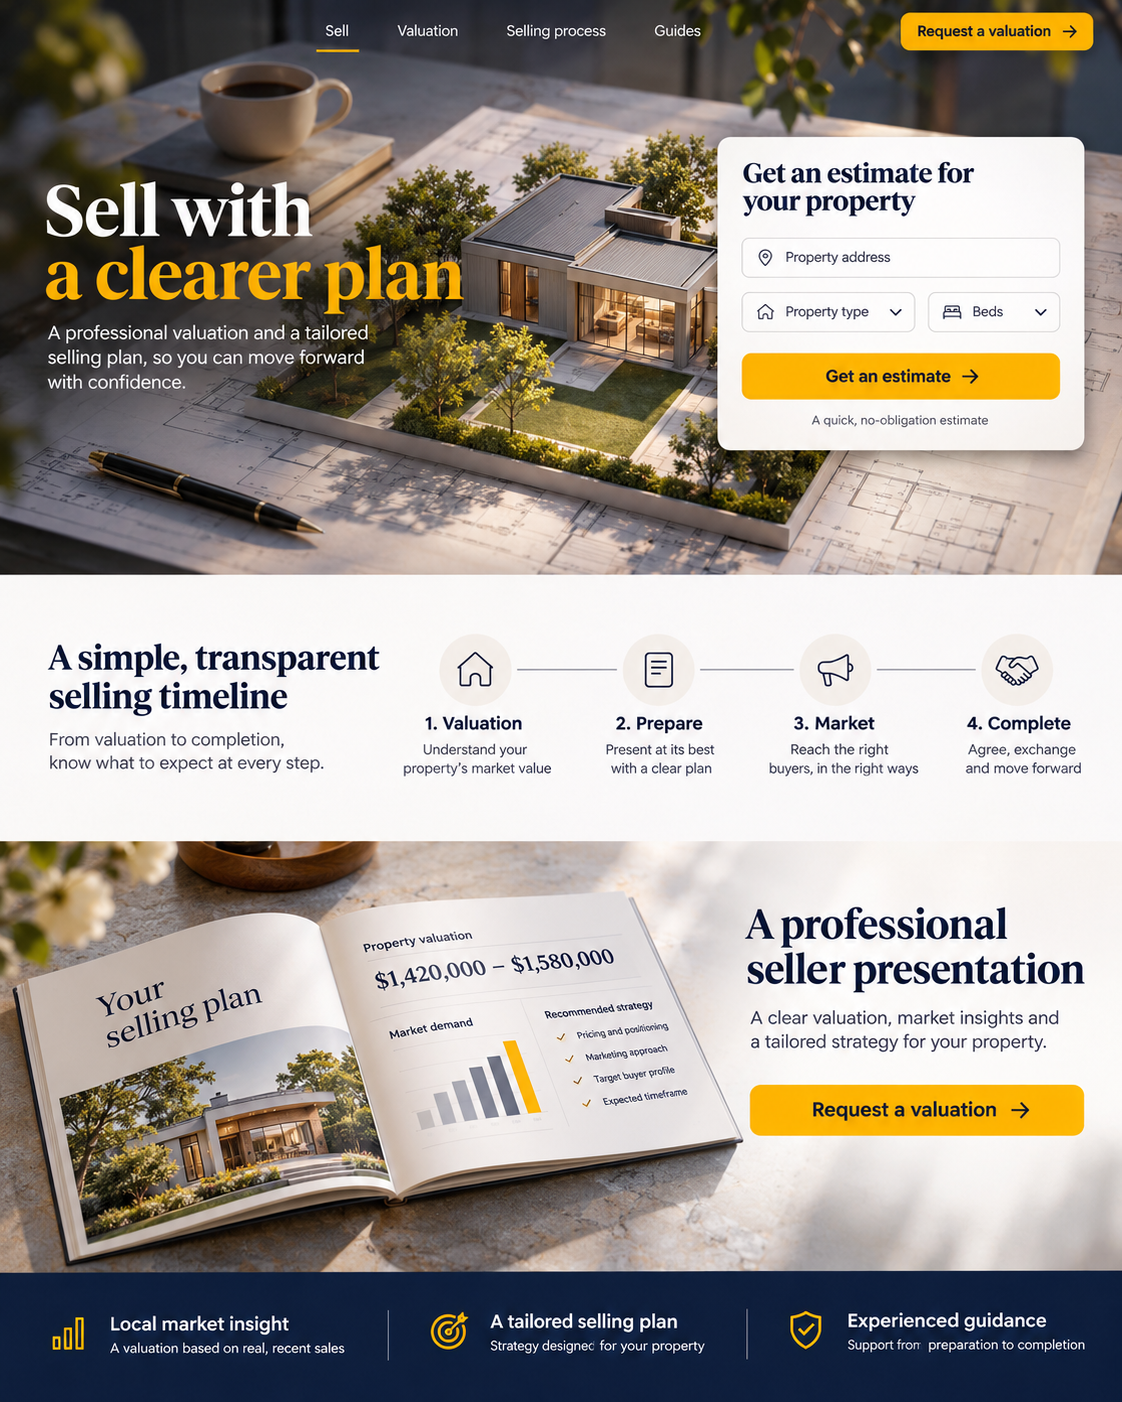 Sell
Valuation
Selling process
Guides
Request a valuation
Sell with
a clearer plan
A professional valuation and a tailored
selling plan, so you can move forward
with confidence.
Get an estimate for
your property
Property address
Property type
Beds
Get an estimate
A quick, no-obligation estimate
A simple, transparent
selling timeline
From valuation to completion,
know what to expect at every step.
1. Valuation
Understand your
property's market value
2. Prepare
Present at its best
with a clear plan
3. Market
Reach the right
buyers, in the right ways
4. Complete
Agree, exchange
and move forward
Your
selling plan
Property valuation
$1,420,000 – $1,580,000
Market demand
Recommended strategy
Pricing and positioning
Marketing approach
Target buyer profile
Expected timeframe
A professional
seller presentation
A clear valuation, market insights and
a tailored strategy for your property.
Request a valuation
Local market insight
A valuation based on real, recent sales
A tailored selling plan
Strategy designed for your property
Experienced guidance
Support from preparation to completion